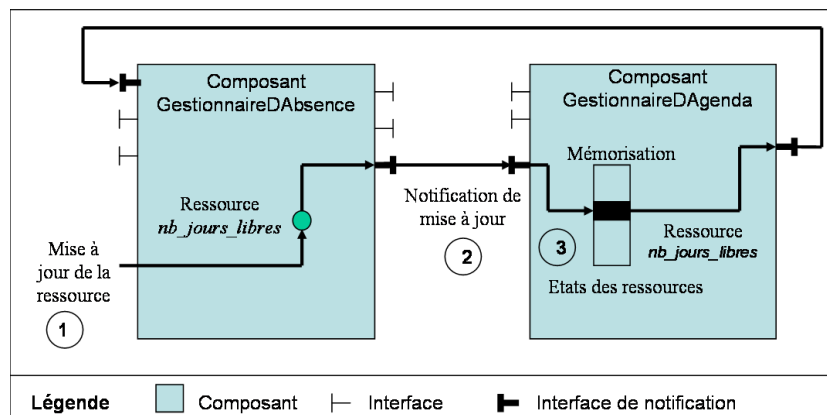 Composant
GestionnaireDAbsence
Composant
GestionnaireDAgenda
Mémorisation
Ressource
nb_jours_libres
Notification de
mise à jour
2
3
Ressource
nb_jours_libres
Etats des ressources
Mise à
jour de la
ressource
1
Légende
Composant
Interface
Interface de notification